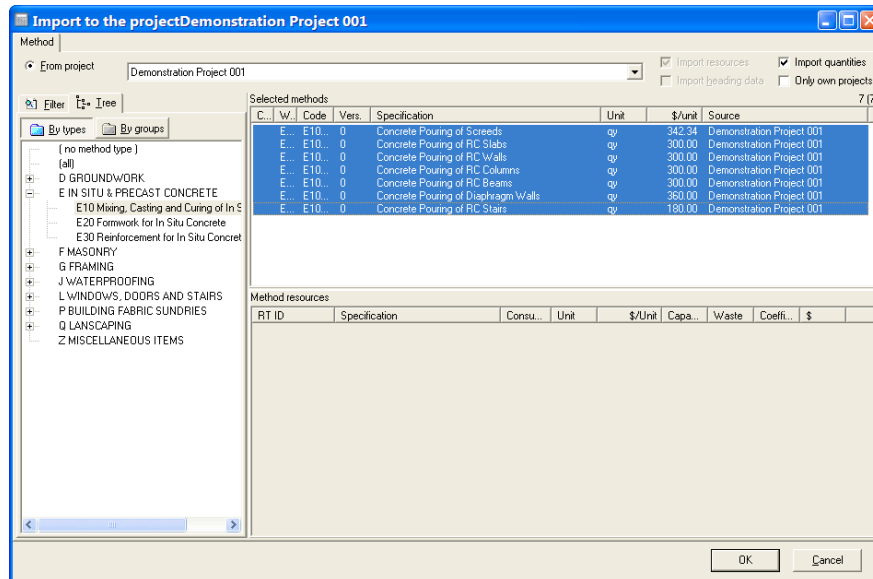 Import to the projectDemonstration Project 001
Method
From project
Demonstration Project 001
Import resources
Import quantities
Import heading data
Only own projects
Filter
Tree
Selected methods
7 (7
By types
By groups
C... W.. Code Vers. Specification Unit $/unit Source
E... E10... 0 Concrete Pouring of Screeds qy 342.34 Demonstration Project 001
E... E10... 0 Concrete Pouring of RC Slabs qy 300.00 Demonstration Project 001
E... E10... 0 Concrete Pouring of RC Walls qy 300.00 Demonstration Project 001
E... E10... 0 Concrete Pouring of RC Columns qy 300.00 Demonstration Project 001
E... E10... 0 Concrete Pouring of RC Beams qy 300.00 Demonstration Project 001
E... E10... 0 Concrete Pouring of Diaphragm Walls qy 360.00 Demonstration Project 001
E... E10... 0 Concrete Pouring of RC Stairs qy 180.00 Demonstration Project 001
( no method type )
(all)
D GROUNDWORK
E IN SITU & PRECAST CONCRETE
E10 Mixing, Casting and Curing of In S
E20 Formwork for In Situ Concrete
E30 Reinforcement for In Situ Concret
F MASONRY
G FRAMING
J WATERPROOFING
L WINDOWS, DOORS AND STAIRS
P BUILDING FABRIC SUNDRIES
Q LANSCAPING
Z MISCELLANEOUS ITEMS
Method resources
RT ID Specification Consu... Unit $/Unit Capa... Waste Coeffi... $
OK
Cancel